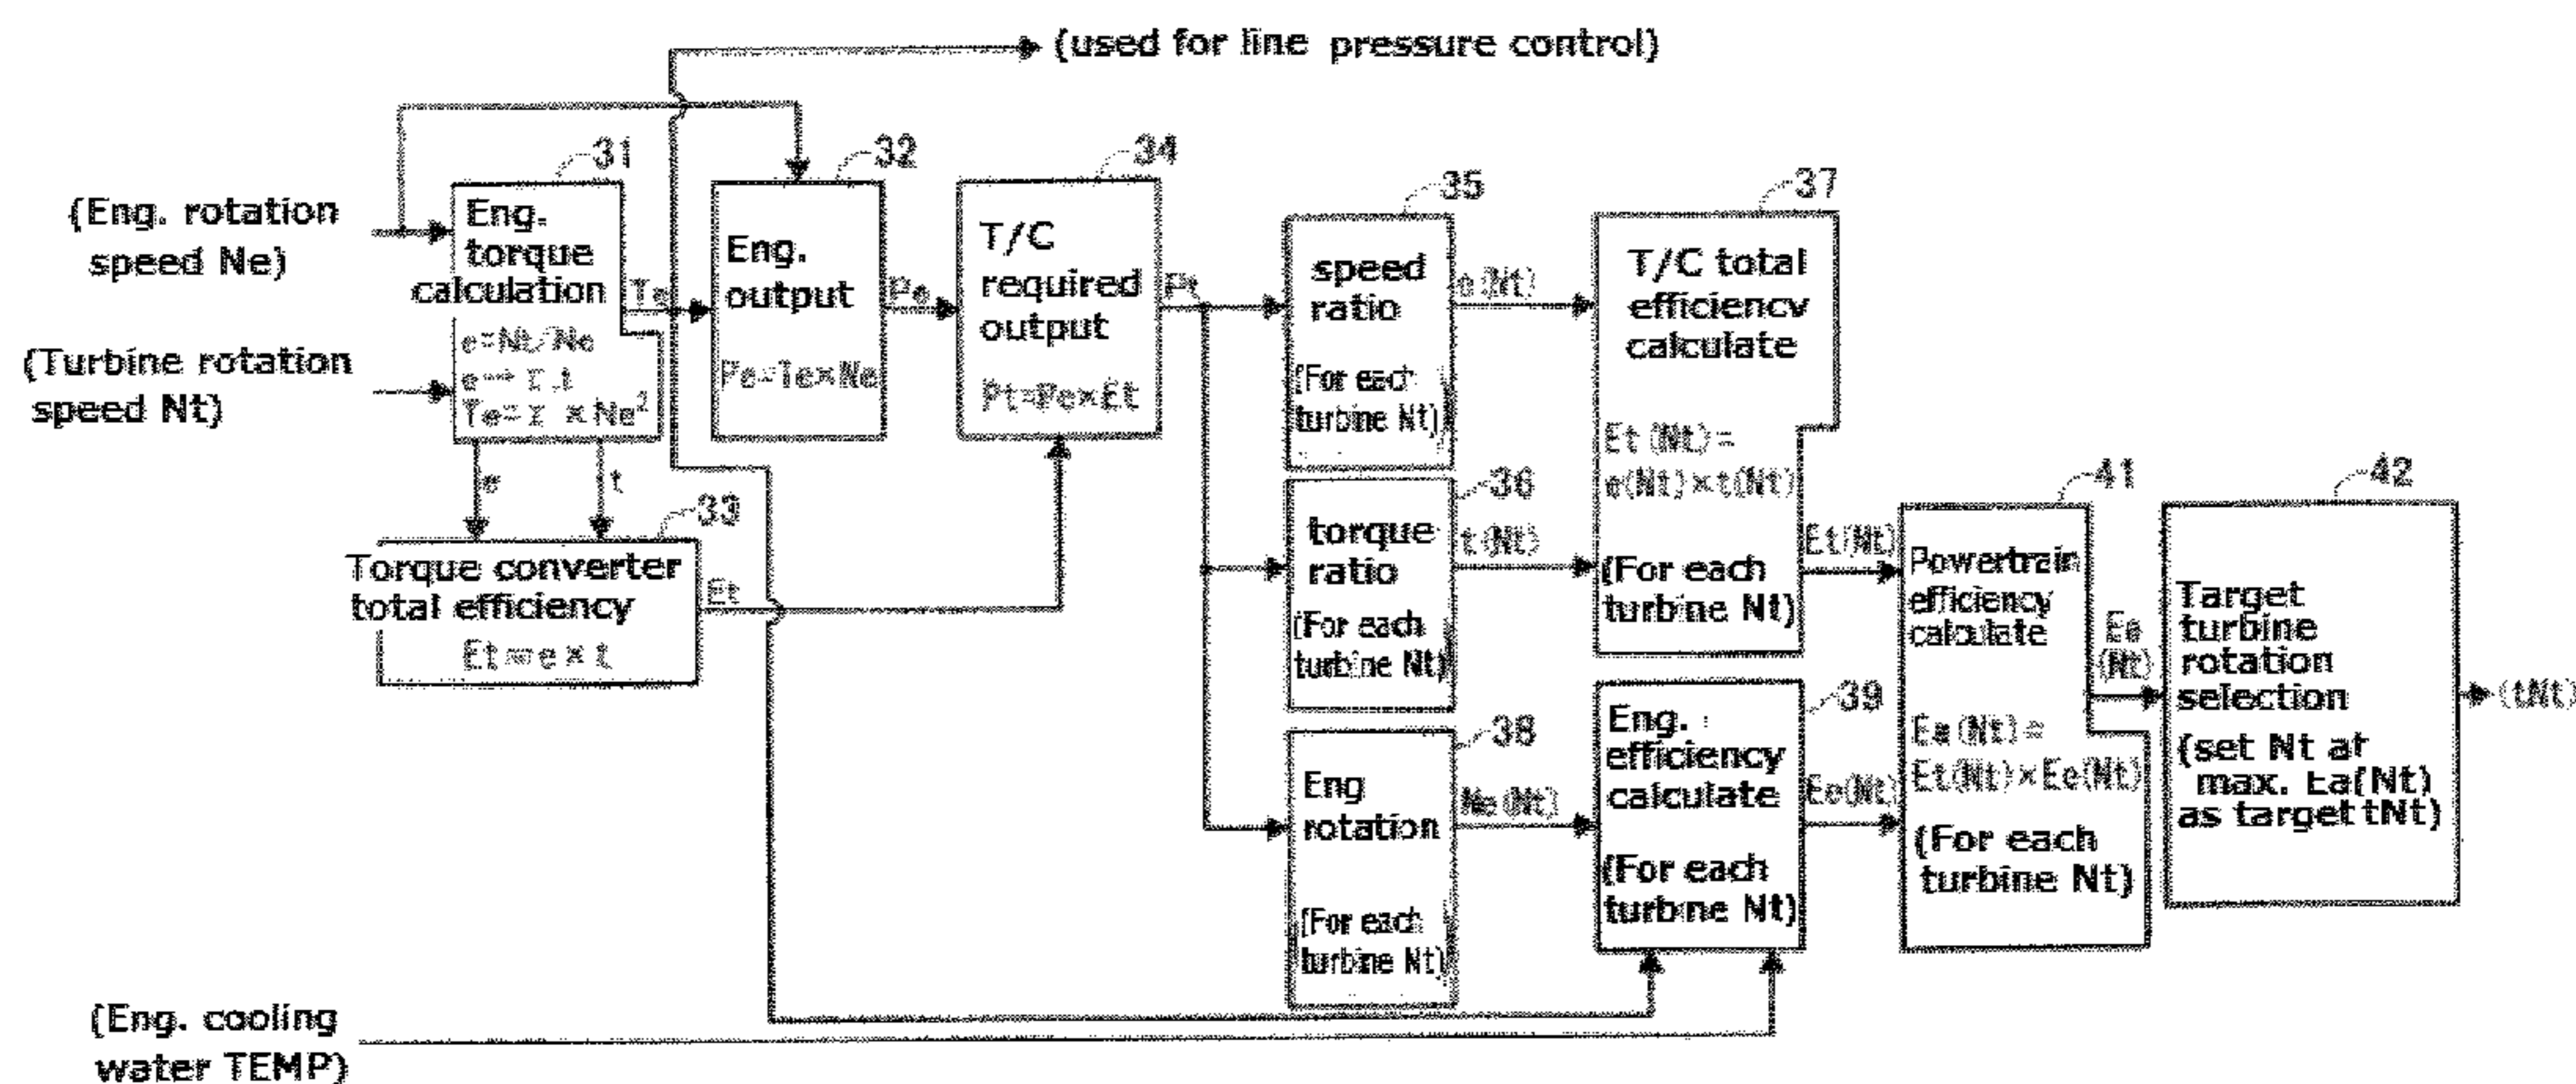 (used for line pressure control)
(Eng. rotation
speed Ne)
(Turbine rotation
speed Nt)
31
Eng.
torque
calculation
e=Nt/Ne
e→ τ,t
Te=τ ×Ne²
Te
e
t
33
Torque converter
total efficiency
Et=e×t
Et
32
Eng.
output
Pe=Te×Ne
Pe
34
T/C
required
output
Pt=Pe×Et
Pt
35
speed
ratio
(For each
turbine Nt)
e(Nt)
36
torque
ratio
(For each
turbine Nt)
t(Nt)
38
Eng
rotation
(For each
turbine Nt)
Ne(Nt)
37
T/C total
efficiency
calculate
Et(Nt)=
e(Nt)×t(Nt)
(For each
turbine Nt)
Et(Nt)
39
Eng.
efficiency
calculate
(For each
turbine Nt)
Ee(Nt)
41
Powertrain
efficiency
calculate
Ea(Nt)=
Et(Nt)×Ee(Nt)
(For each
turbine Nt)
Ee
(Nt)
42
Target
turbine
rotation
selection
(set Nt at
max. Ea(Nt)
as target tNt)
(tNt)
(Eng. cooling
water TEMP)